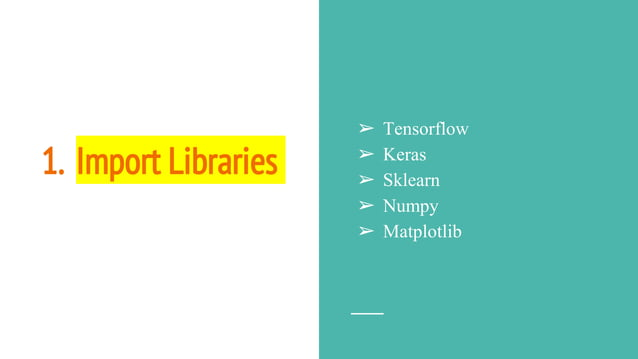 1. Import Libraries
➢ Tensorflow
➢ Keras
➢ Sklearn
➢ Numpy
➢ Matplotlib